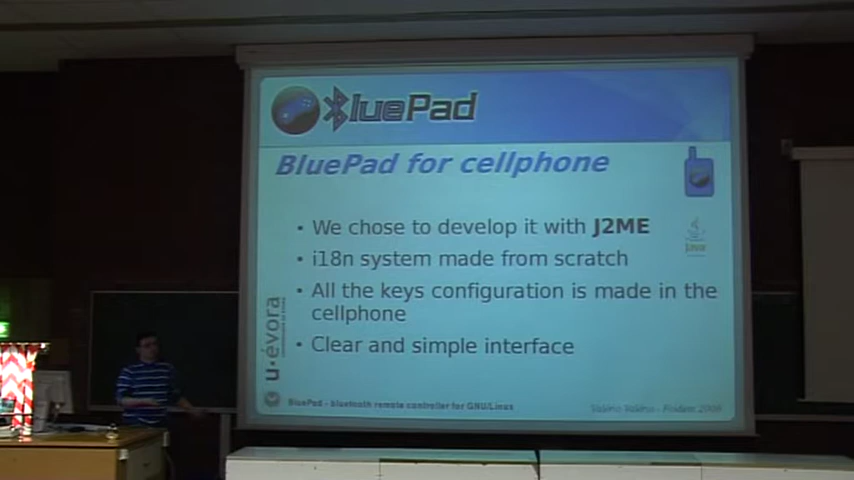 BluePad
BluePad for cellphone
• We chose to develop it with J2ME
• i18n system made from scratch
• All the keys configuration is made in the
cellphone
• Clear and simple interface
u.évora
BluePad - bluetooth remote controller for GNU/Linux